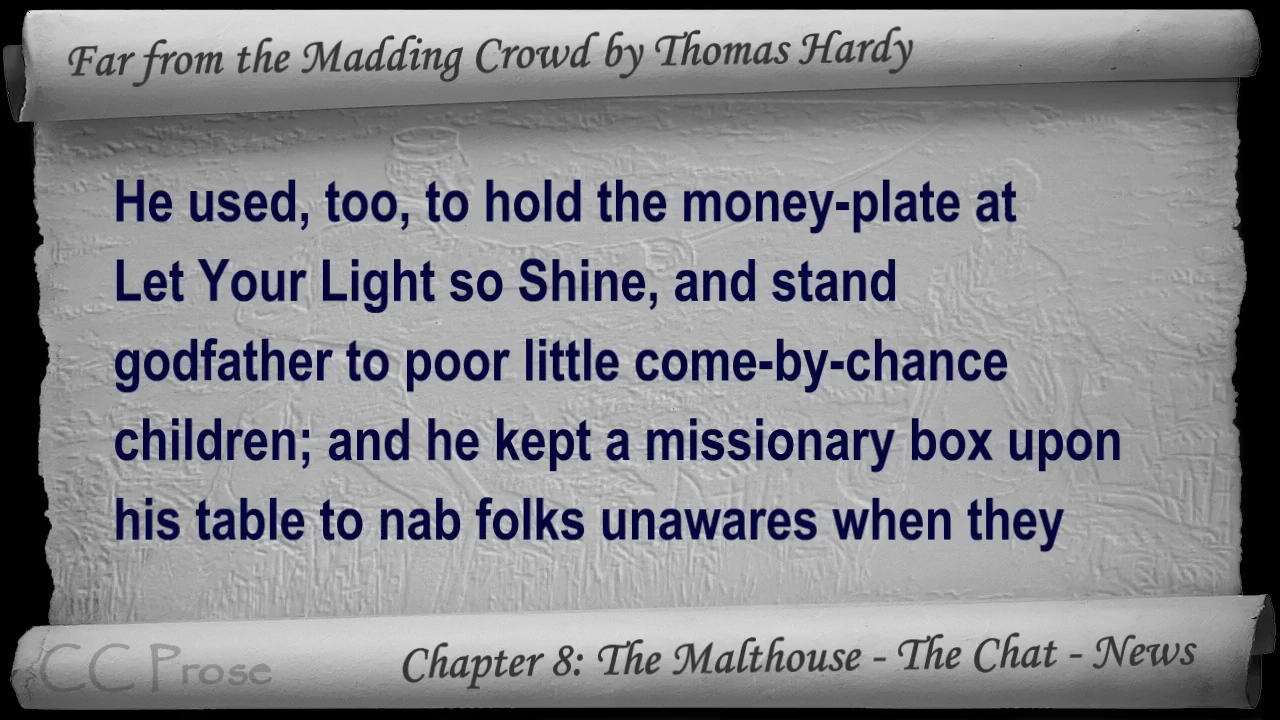 Far from the Madding Crowd by Thomas Hardy
He used, too, to hold the money-plate at
Let Your Light so Shine, and stand
godfather to poor little come-by-chance
children; and he kept a missionary box upon
his table to nab folks unawares when they
CC Prose
Chapter 8: The Malthouse - The Chat - News